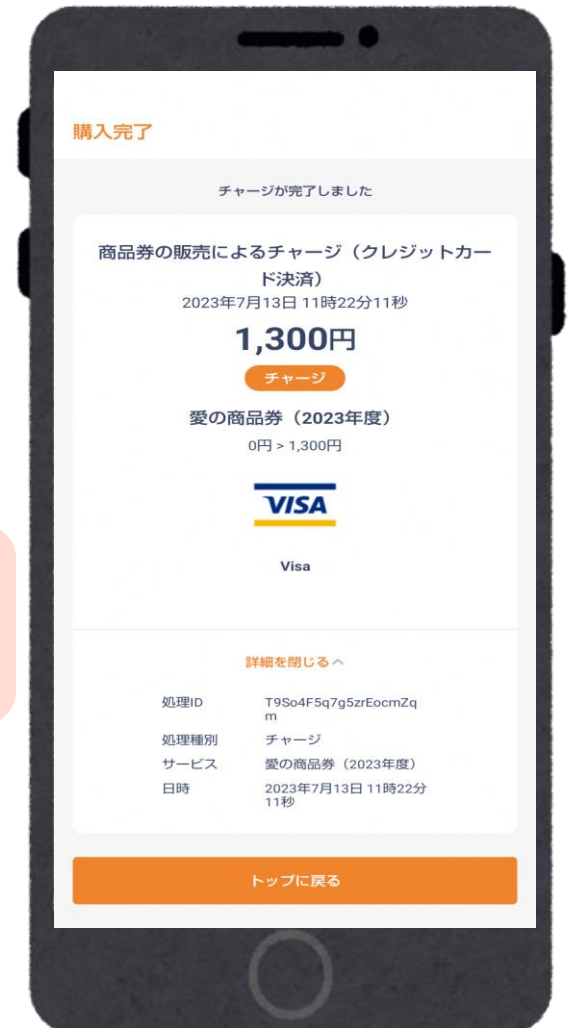 購入完了
チャージが完了しました
商品券の販売によるチャージ（クレジットカー
ド決済）
2023年7月13日 11時22分11秒
1,300円
チャージ
愛の商品券（2023年度）
0円 > 1,300円
VISA
Visa
詳細を閉じる
処理ID T9So4F5q7g5zrEocmZq
m
処理種別 チャージ
サービス 愛の商品券（2023年度）
日時 2023年7月13日 11時22分
11秒
トップに戻る